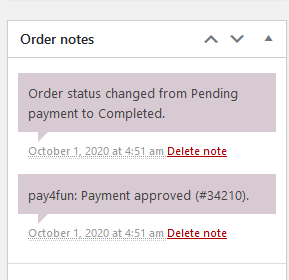 Order notes
Order status changed from Pending
payment to Completed.
October 1, 2020 at 4:51 am Delete note
pay4fun: Payment approved (#34210).
October 1, 2020 at 4:51 am Delete note